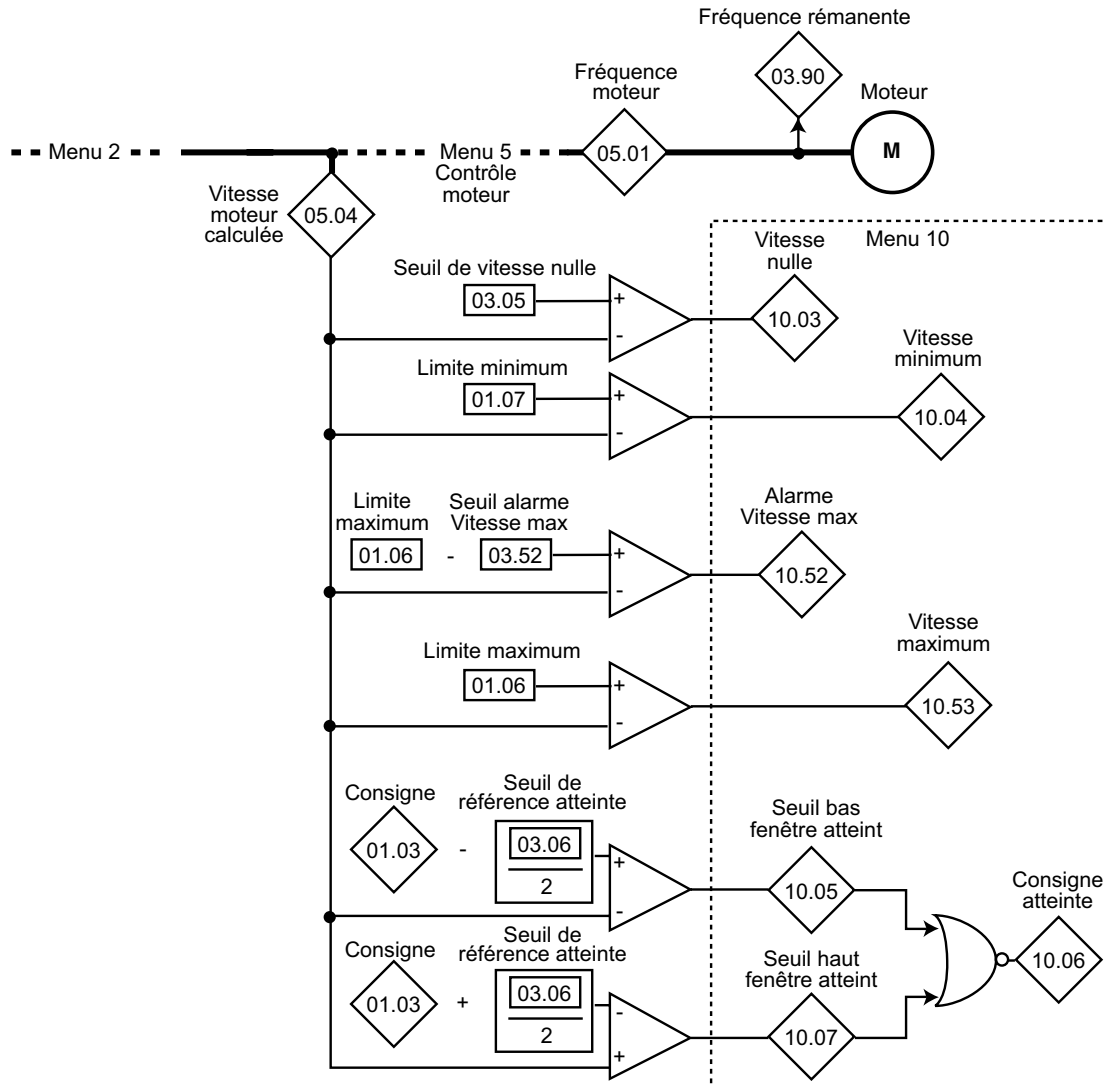 Fréquence rémanente
03.90
Fréquence
moteur
05.01
Moteur
M
Menu 2
Menu 5
Contrôle
moteur
Vitesse
moteur
calculée
05.04
Menu 10
Seuil de vitesse nulle
03.05
+
-
Vitesse
nulle
10.03
Limite minimum
01.07
+
-
Vitesse
minimum
10.04
Limite
maximum
01.06
-
Seuil alarme
Vitesse max
03.52
+
-
Alarme
Vitesse max
10.52
Limite maximum
01.06
+
-
Vitesse
maximum
10.53
Consigne
01.03
-
Seuil de
référence atteinte
03.06
2
+
-
Seuil bas
fenêtre atteint
10.05
Consigne
01.03
+
Seuil de
référence atteinte
03.06
2
-
+
Seuil haut
fenêtre atteint
10.07
Consigne
atteinte
10.06